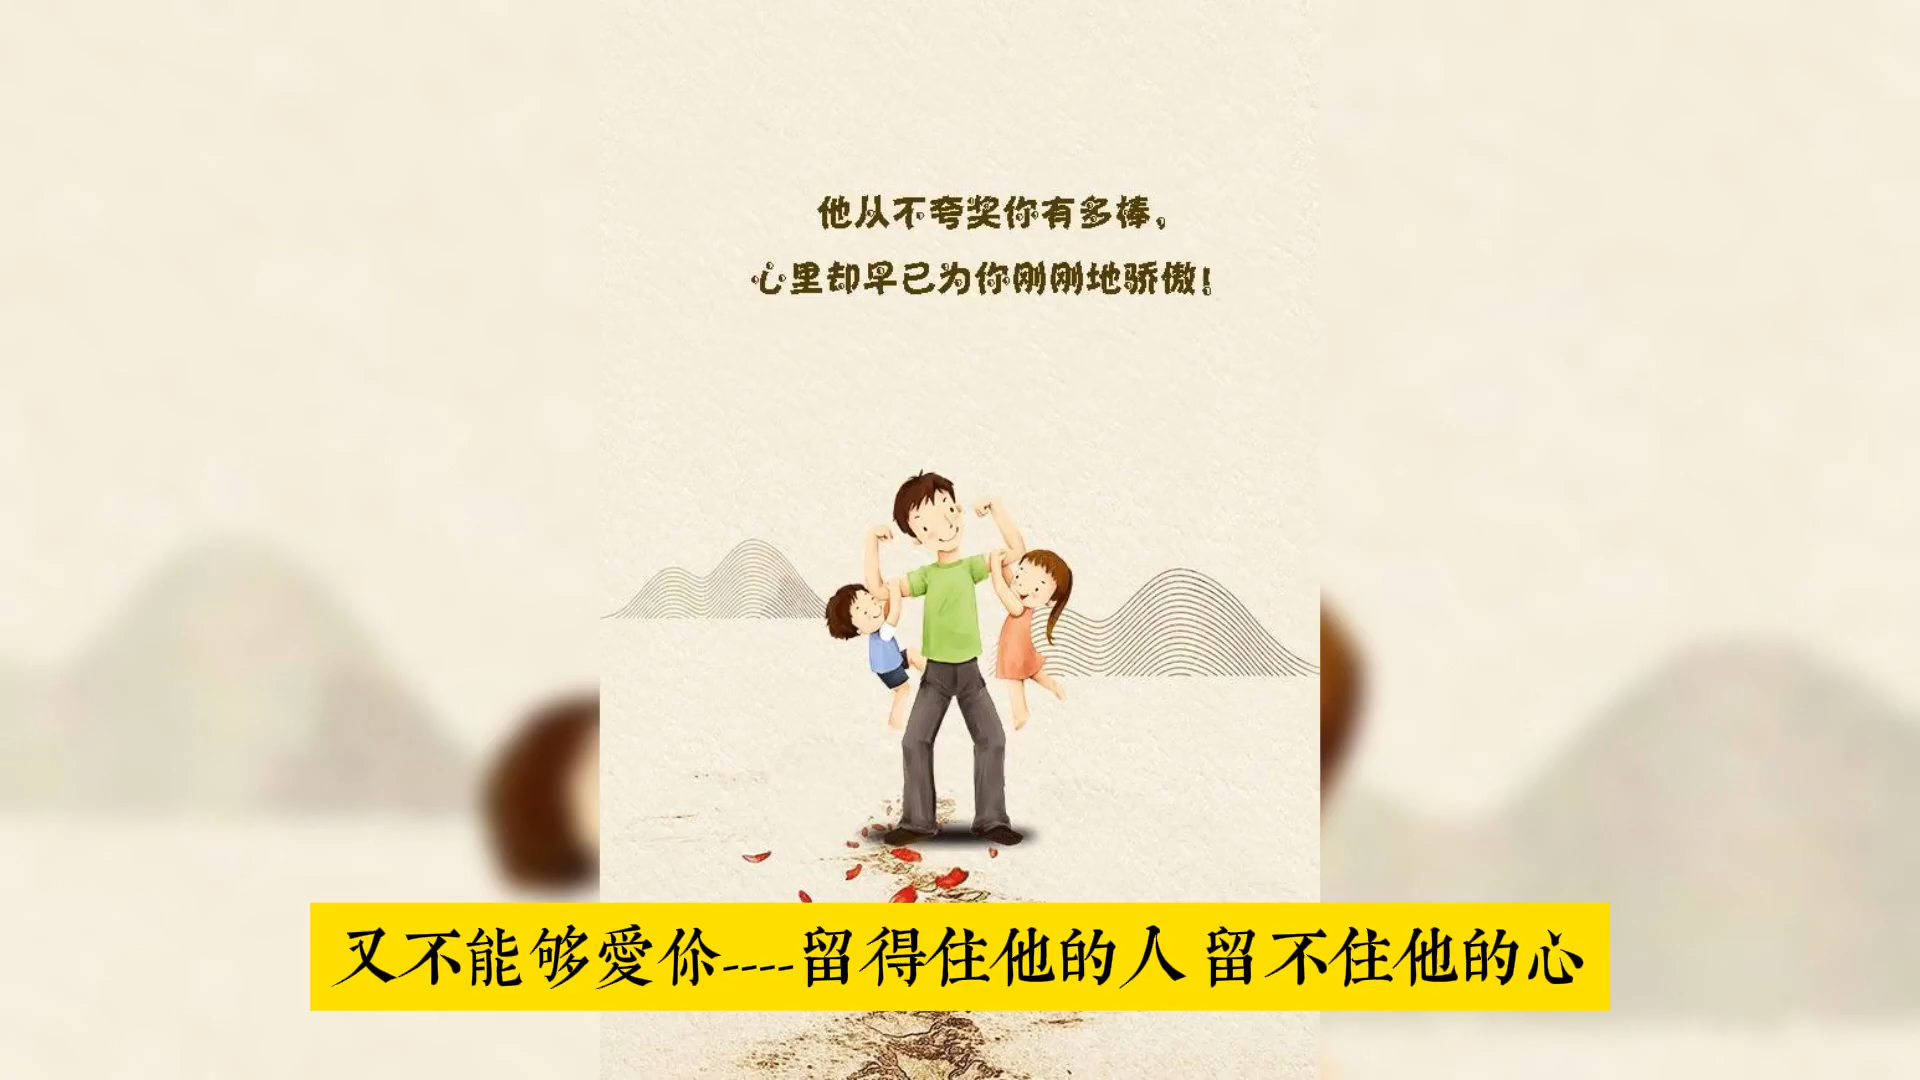 他从不夸奖你有多棒，
心里却早已为你刚刚地骄傲！
又不能够愛伱----留得住他的人 留不住他的心